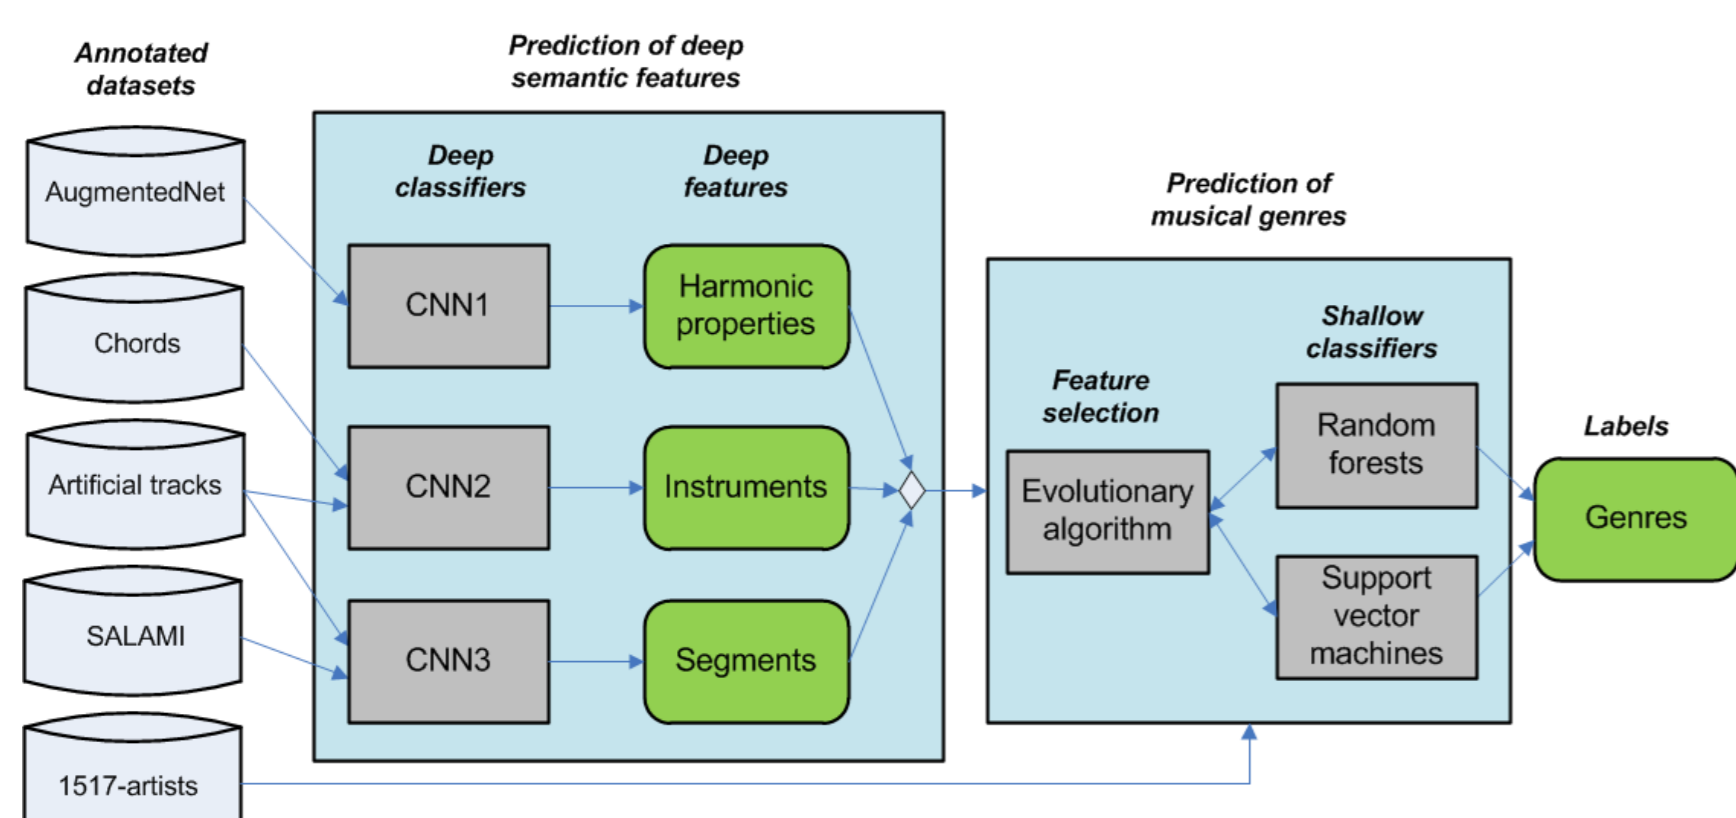 Annotated
datasets
AugmentedNet
Chords
Artificial tracks
SALAMI
1517-artists
Prediction of deep
semantic features
Deep
classifiers
CNN1
CNN2
CNN3
Deep
features
Harmonic
properties
Instruments
Segments
Prediction of
musical genres
Feature
selection
Evolutionary
algorithm
Shallow
classifiers
Random
forests
Support
vector
machines
Labels
Genres